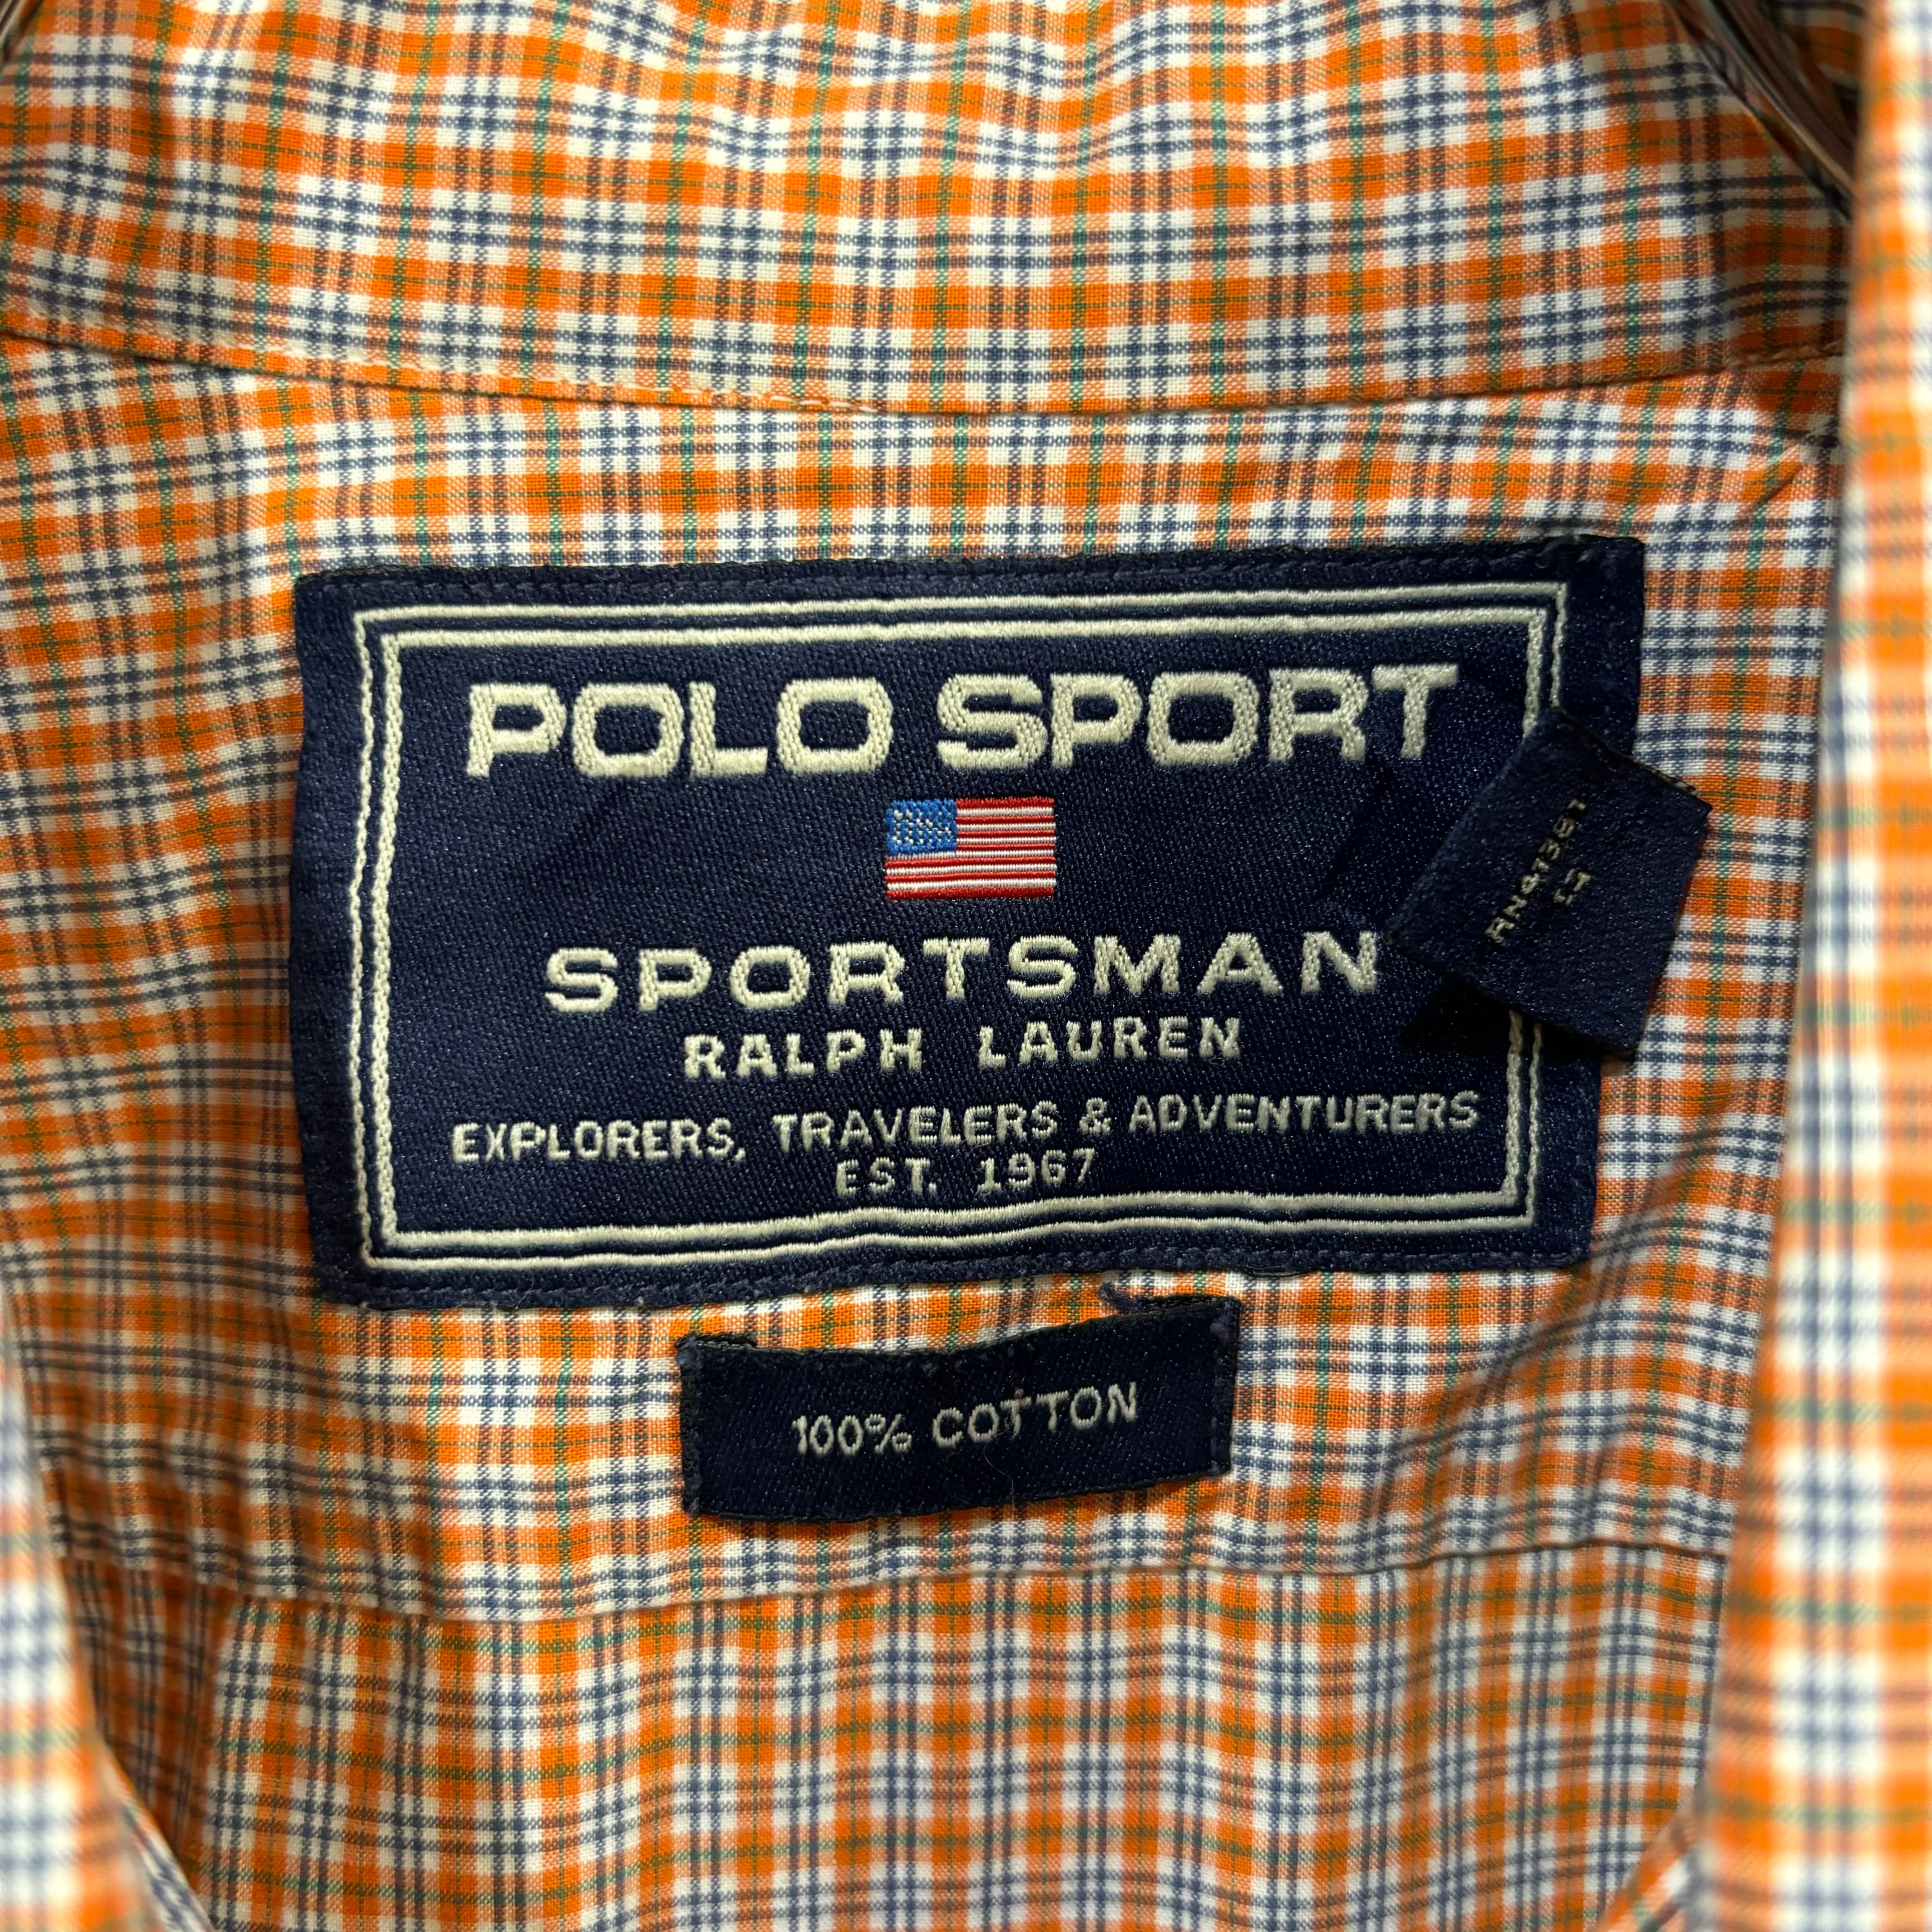 POLO SPORT
SPORTSMAN
RALPH LAUREN
EXPLORERS, TRAVELERS & ADVENTURERS
EST. 1967
100% COTTON